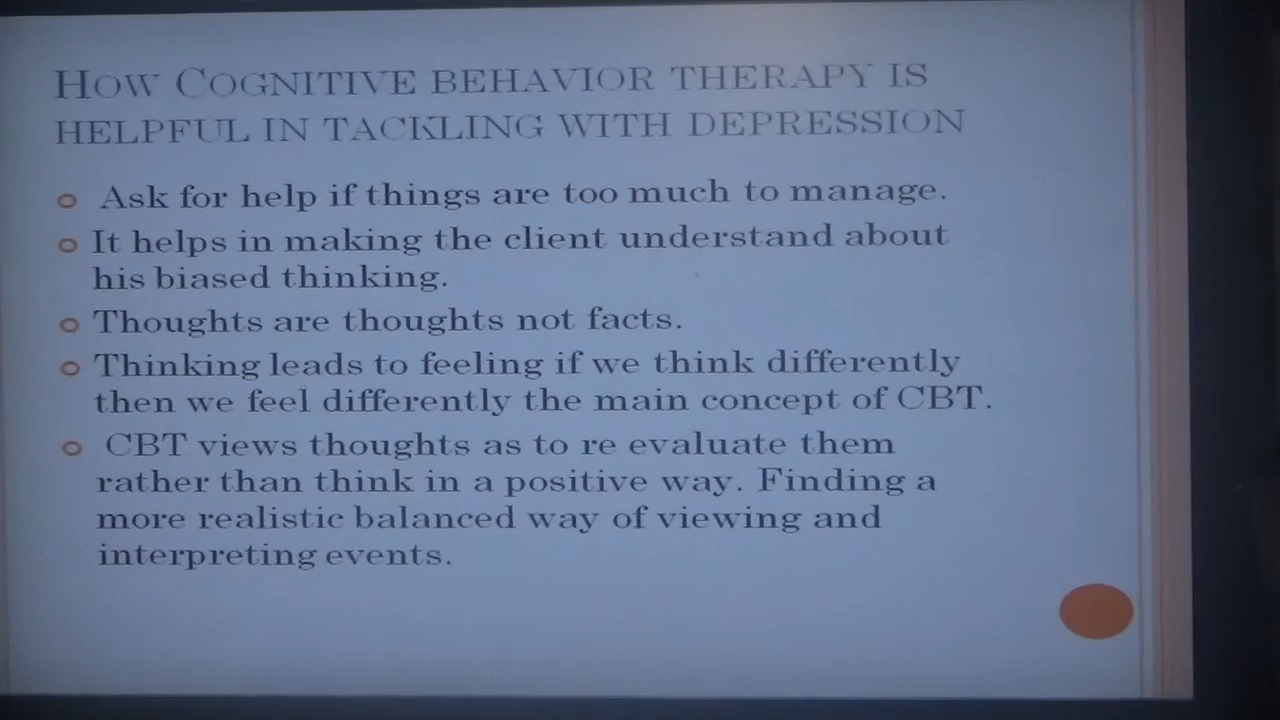 HOW COGNITIVE BEHAVIOR THERAPY IS
HELPFUL IN TACKLING WITH DEPRESSION
Ask for help if things are too much to manage.
It helps in making the client understand about
his biased thinking.
Thoughts are thoughts not facts.
Thinking leads to feeling if we think differently
then we feel differently the main concept of CBT.
CBT views thoughts as to re evaluate them
rather than think in a positive way. Finding a
more realistic balanced way of viewing and
interpreting events.